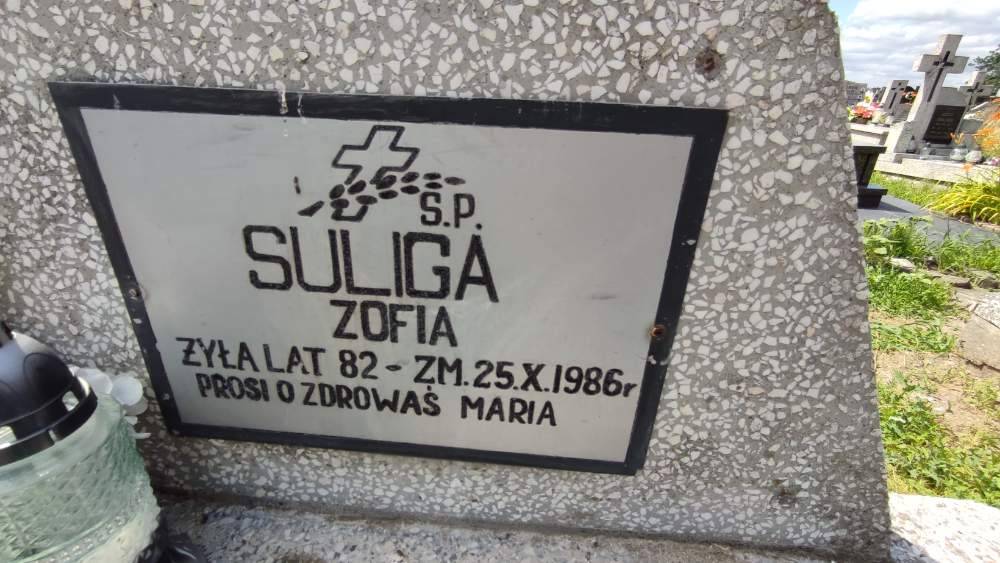 Ś.P.
SULIGA
ZOFIA
ŻYŁA LAT 82 - ZM. 25.X.1986r
PROSI O ZDROWAŚ MARIA